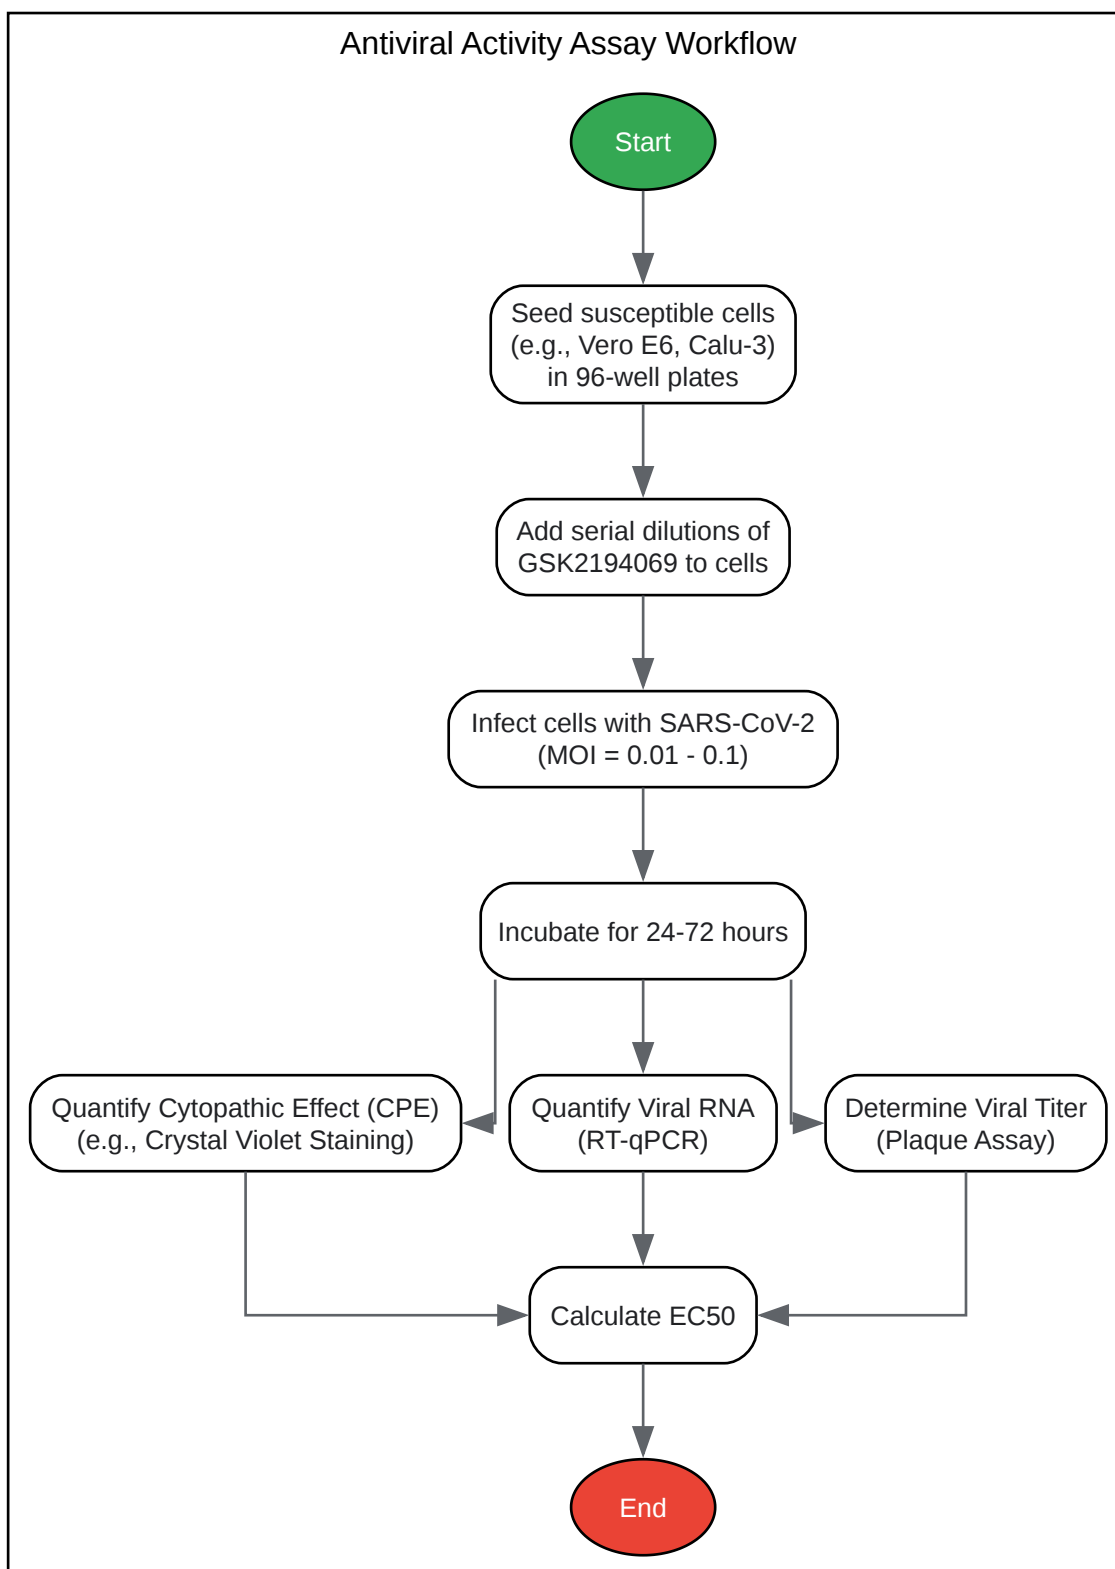 Antiviral Activity Assay Workflow
Start
Seed susceptible cells
(e.g., Vero E6, Calu-3)
in 96-well plates
Add serial dilutions of
GSK2194069 to cells
Infect cells with SARS-CoV-2
(MOI = 0.01 - 0.1)
Incubate for 24-72 hours
Quantify Cytopathic Effect (CPE)
(e.g., Crystal Violet Staining)
Quantify Viral RNA
(RT-qPCR)
Determine Viral Titer
(Plaque Assay)
Calculate EC50
End